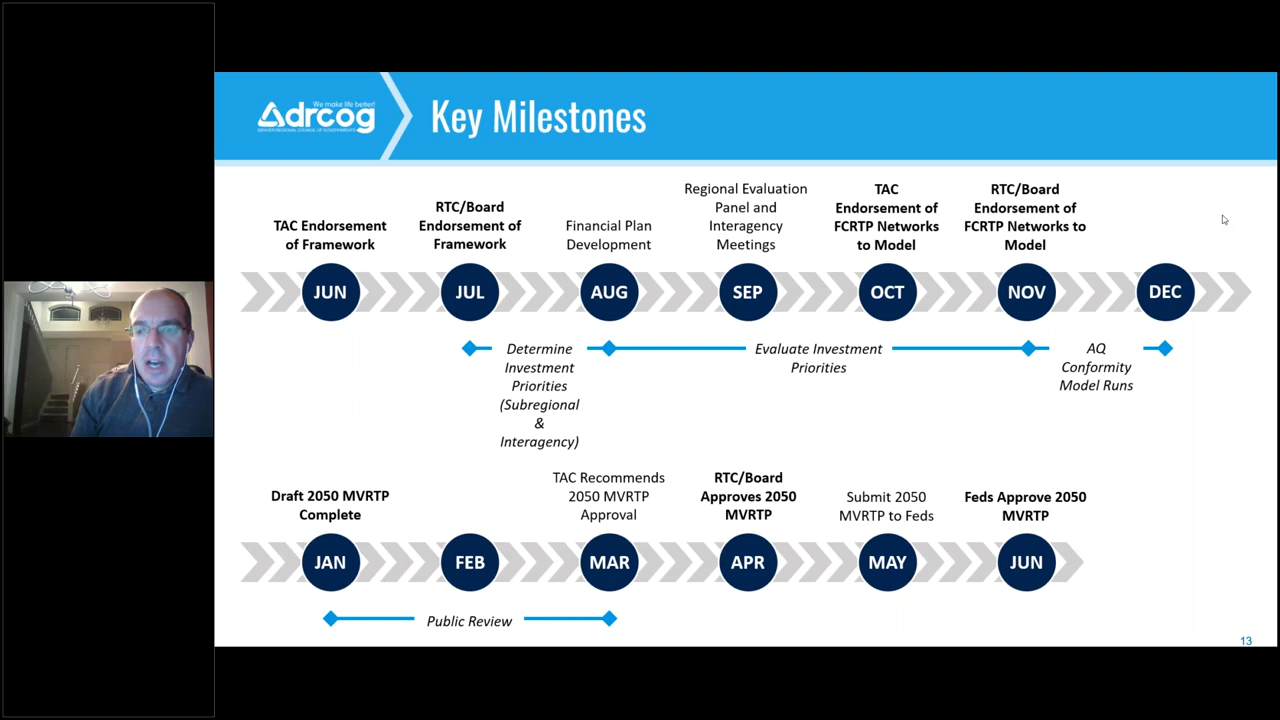 We make life better!
drcog
DENVER REGIONAL COUNCIL OF GOVERNMENTS
Key Milestones
TAC Endorsement
of Framework
RTC/Board
Endorsement of
Framework
Financial Plan
Development
Regional Evaluation
Panel and
Interagency
Meetings
TAC
Endorsement of
FCRTP Networks
to Model
RTC/Board
Endorsement of
FCRTP Networks to
Model
JUN
JUL
AUG
SEP
OCT
NOV
DEC
Determine
Investment
Priorities
(Subregional
&
Interagency)
Evaluate Investment
Priorities
AQ
Conformity
Model Runs
Draft 2050 MVRTP
Complete
TAC Recommends
2050 MVRTP
Approval
RTC/Board
Approves 2050
MVRTP
Submit 2050
MVRTP to Feds
Feds Approve 2050
MVRTP
JAN
FEB
MAR
APR
MAY
JUN
Public Review
13